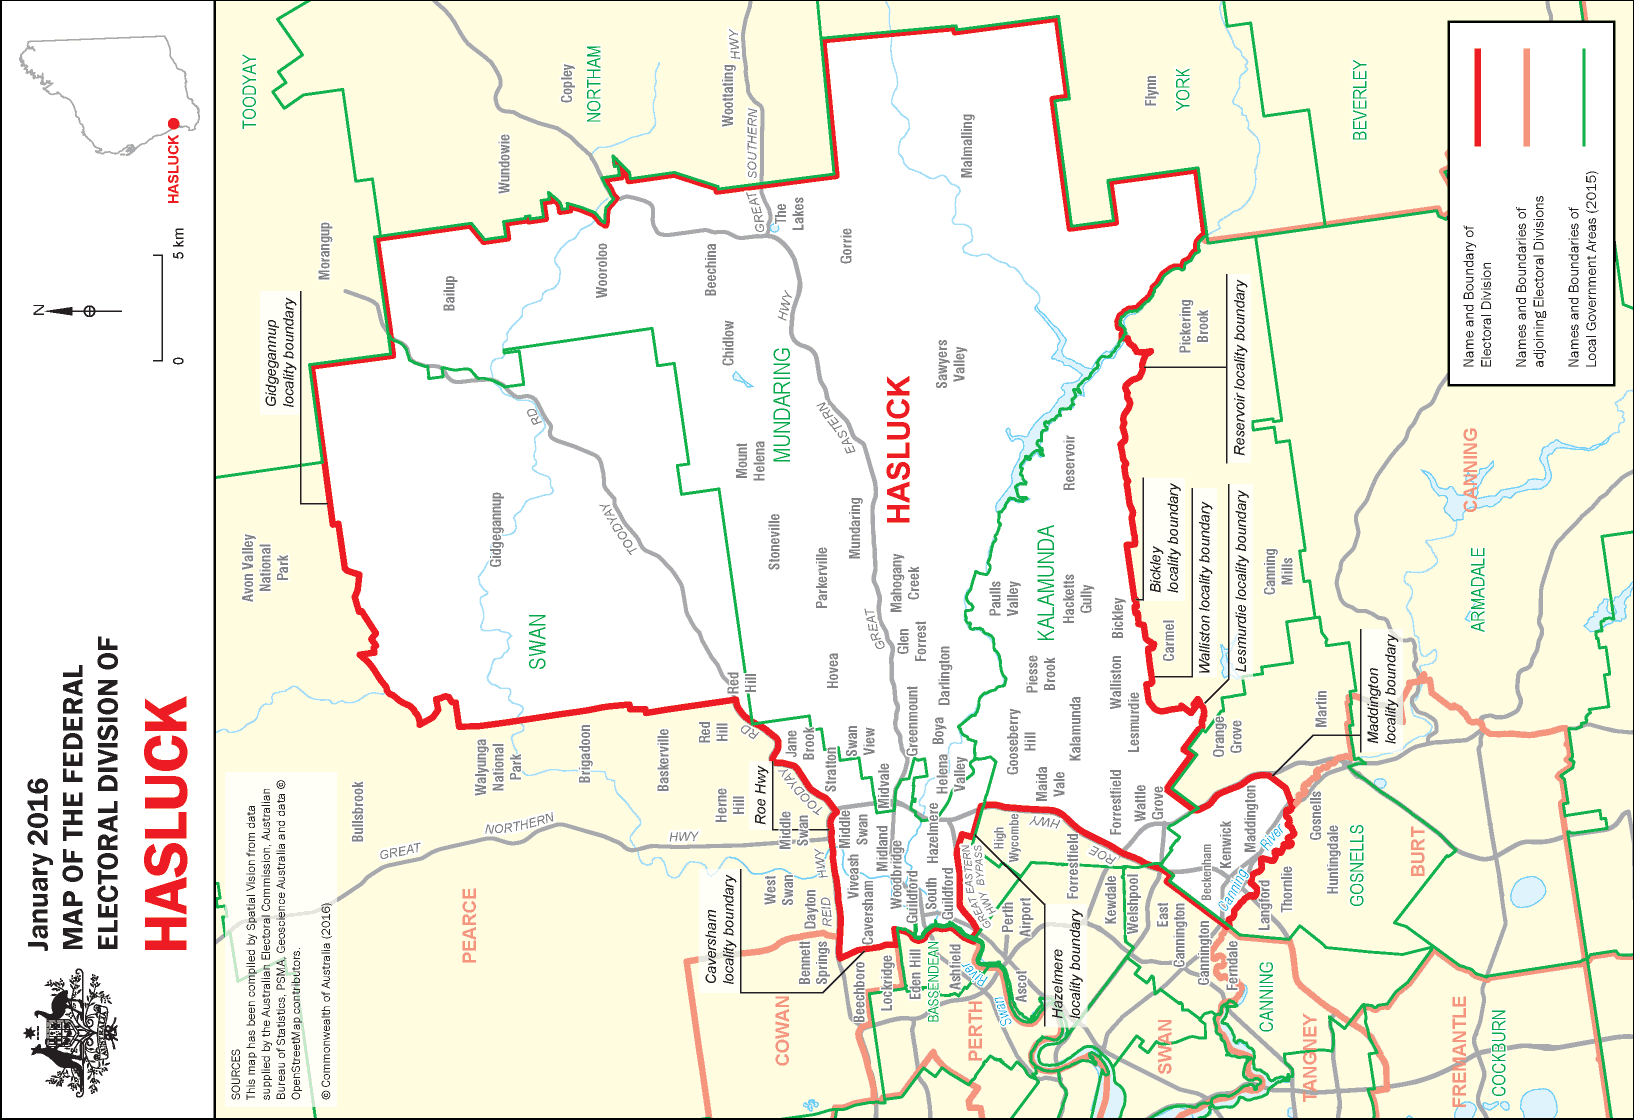 January 2016
MAP OF THE FEDERAL
ELECTORAL DIVISION OF
HASLUCK
N
0
5 km
HASLUCK
SOURCES
This map has been compiled by Spatial Vision from data
supplied by the Australian Electoral Commission, Australian
Bureau of Statistics, PSMA, Geoscience Australia and data ©
OpenStreetMap contributors.
© Commonwealth of Australia (2016)
TOODYAY
NORTHAM
YORK
BEVERLEY
SWAN
MUNDARING
KALAMUNDA
ARMADALE
GOSNELLS
BASSENDEAN
CANNING
COCKBURN
HASLUCK
PEARCE
COWAN
PERTH
SWAN
TANGNEY
FREMANTLE
BURT
CANNING
Gidgegannup
locality boundary
Roe Hwy
Caversham
locality boundary
Hazelmere
locality boundary
Maddington
locality boundary
Lesmurdie locality boundary
Walliston locality boundary
Bickley
locality boundary
Reservoir locality boundary
Avon Valley
National
Park
Morangup
Wundowie
Copley
Woottating
Flynn
Bailup
Wooroloo
Beechina
The
Lakes
Gorrie
Malmalling
Chidlow
Sawyers
Valley
Pickering
Brook
Gidgegannup
Mount
Helena
Stoneville
Parkerville
Mundaring
Mahogany
Creek
Glen
Forrest
Hovea
Darlington
Paulls
Valley
Hacketts
Gully
Reservoir
Bickley
Carmel
Canning
Mills
Piesse
Brook
Walliston
Lesmurdie
Kalamunda
Gooseberry
Hill
Maida
Vale
Forrestfield
Wattle
Grove
Orange
Grove
Martin
Bullsbrook
Walyunga
National
Park
Brigadoon
Baskerville
Herne
Hill
Red
Hill
Red
Hill
Jane
Brook
Stratton
Swan
View
Midvale
Greenmount
Boya
Helena
Valley
Middle
Swan
Middle
Swan
West
Swan
Dayton
Bennett
Springs
Viveash
Midland
Woodbridge
Caversham
Guildford
South
Guildford
Hazelmere
High
Wycombe
Beechboro
Lockridge
Eden Hill
Ashfield
Ascot
Perth
Airport
Forrestfield
Kewdale
Welshpool
East
Cannington
Cannington
Ferndale
Beckenham
Kenwick
Maddington
Langford
Thornlie
Huntingdale
Gosnells
GREAT
NORTHERN
HWY
TOODYAY
RD
TOODYAY
RD
GREAT
EASTERN
HWY
GREAT
SOUTHERN
HWY
REID
HWY
ROE
HWY
GREAT EASTERN
HWY BYPASS
Swan
River
Canning
River
Name and Boundary of
Electoral Division
Names and Boundaries of
adjoining Electoral Divisions
Names and Boundaries of
Local Government Areas (2015)